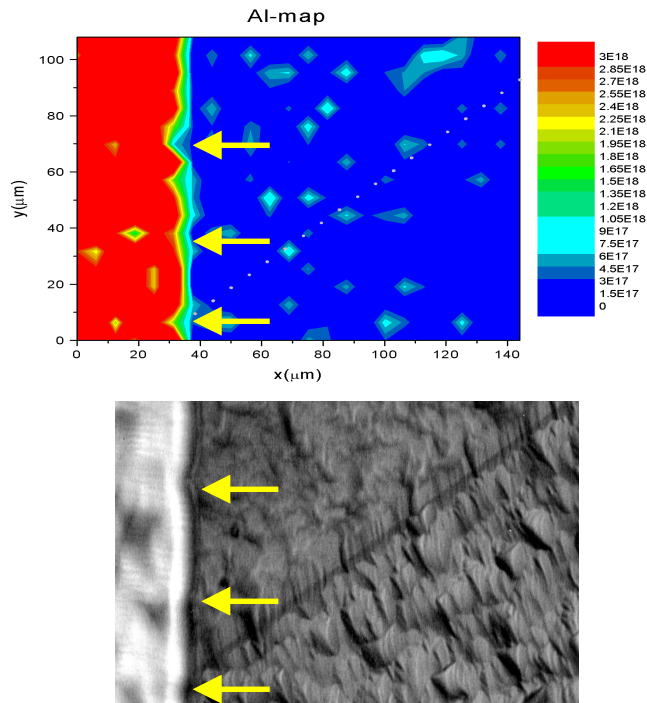 Al-map
y(μm)
100
80
60
40
20
0
0 20 40 60 80 100 120 140
x(μm)
3E18
2.85E18
2.7E18
2.55E18
2.4E18
2.25E18
2.1E18
1.95E18
1.8E18
1.65E18
1.5E18
1.35E18
1.2E18
1.05E18
9E17
7.5E17
6E17
4.5E17
3E17
1.5E17
0